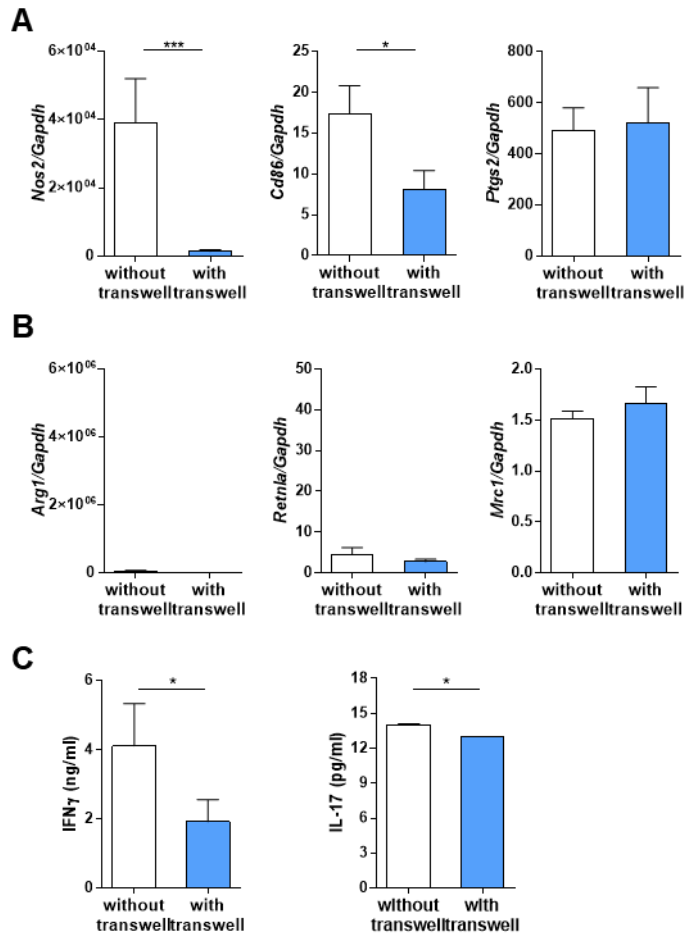 A
Nos2/Gapdh
6×10⁰⁴
4×10⁰⁴
2×10⁰⁴
0
***
without with
transwell transwell
Cd86/Gapdh
25
20
15
10
5
0
*
without with
transwell transwell
Ptgs2/Gapdh
800
600
400
200
0
without with
transwell transwell
B
Arg1/Gapdh
6×10⁰⁶
4×10⁰⁶
2×10⁰⁶
0
without with
transwell transwell
Retnla/Gapdh
50
40
30
20
10
0
without with
transwell transwell
Mrc1/Gapdh
2.0
1.5
1.0
0.5
0.0
without with
transwell transwell
C
IFNγ (ng/ml)
6
4
2
0
*
without with
transwell transwell
IL-17 (pg/ml)
18
15
12
9
6
3
0
*
without with
transwell transwell